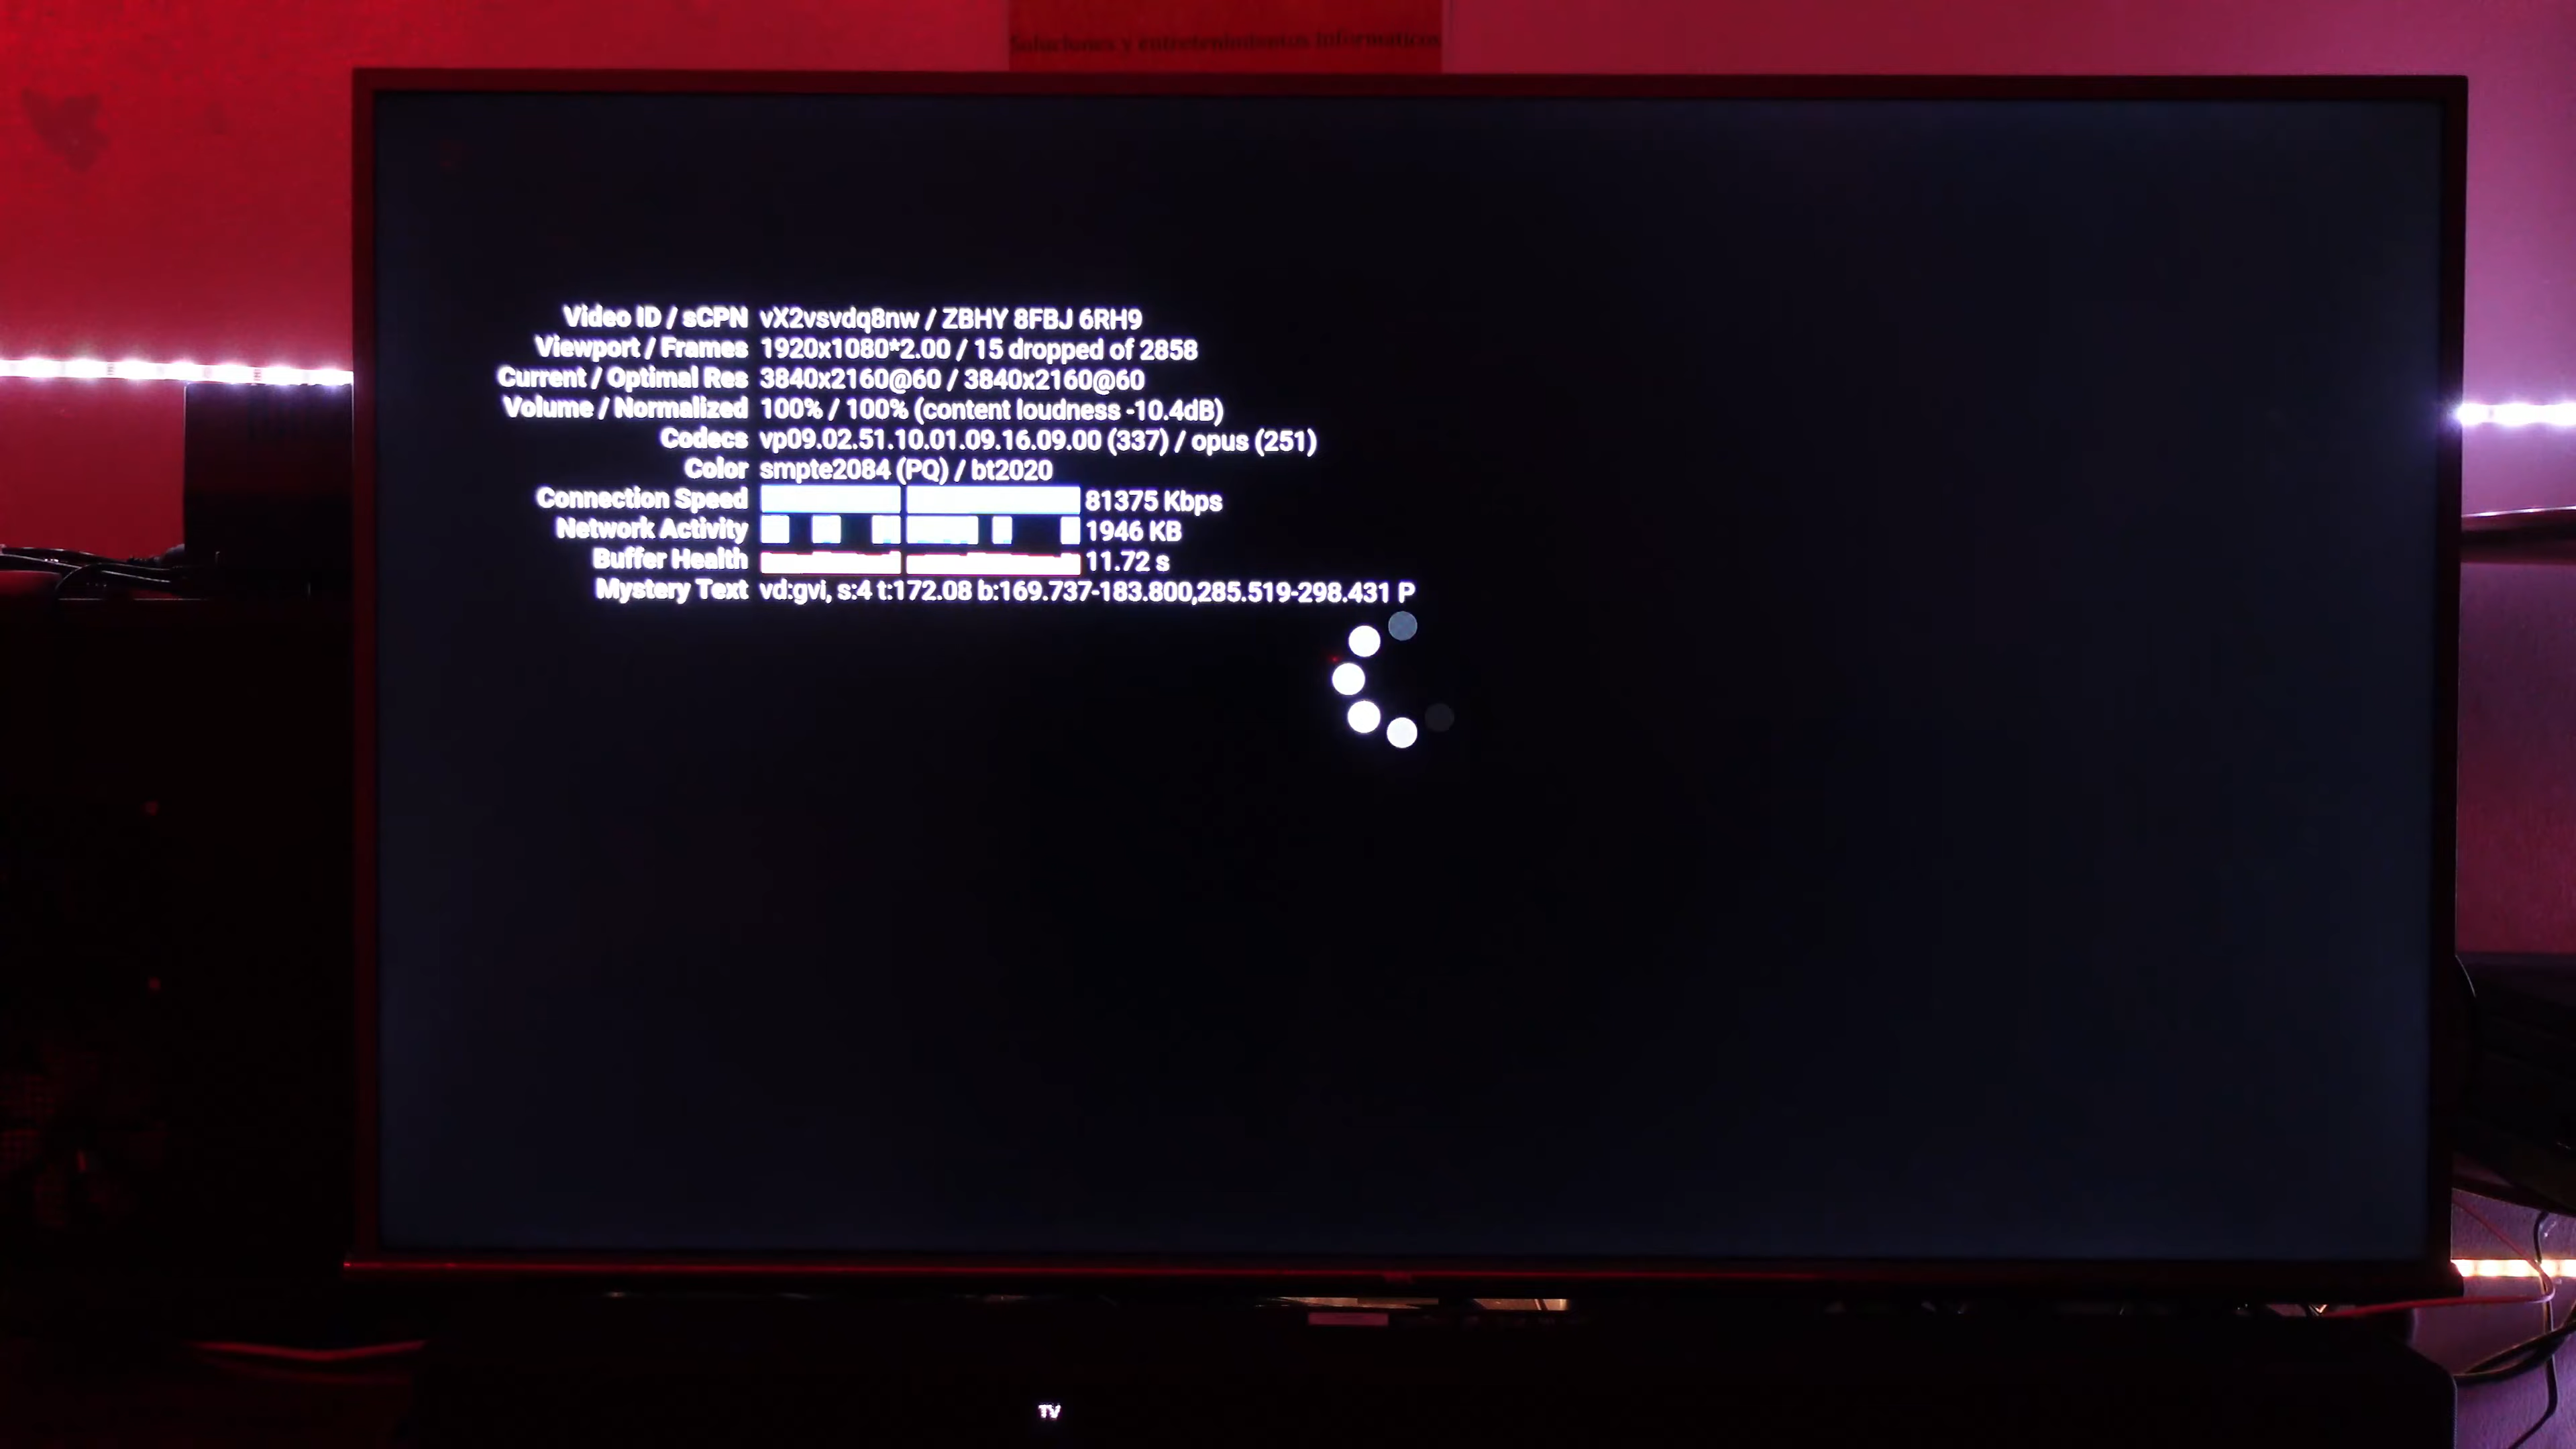 Soluciones y entretenimientos informáticos
Video ID / sCPN vX2vsvdq8nw / ZBHY 8FBJ 6RH9
Viewport / Frames 1920x1080*2.00 / 15 dropped of 2858
Current / Optimal Res 3840x2160@60 / 3840x2160@60
Volume / Normalized 100% / 100% (content loudness -10.4dB)
Codecs vp09.02.51.10.01.09.16.09.00 (337) / opus (251)
Color smpte2084 (PQ) / bt2020
Connection Speed 81375 Kbps
Network Activity 1946 KB
Buffer Health 11.72 s
Mystery Text vd:gvi, s:4 t:172.08 b:169.737-183.800,285.519-298.431 P
TV